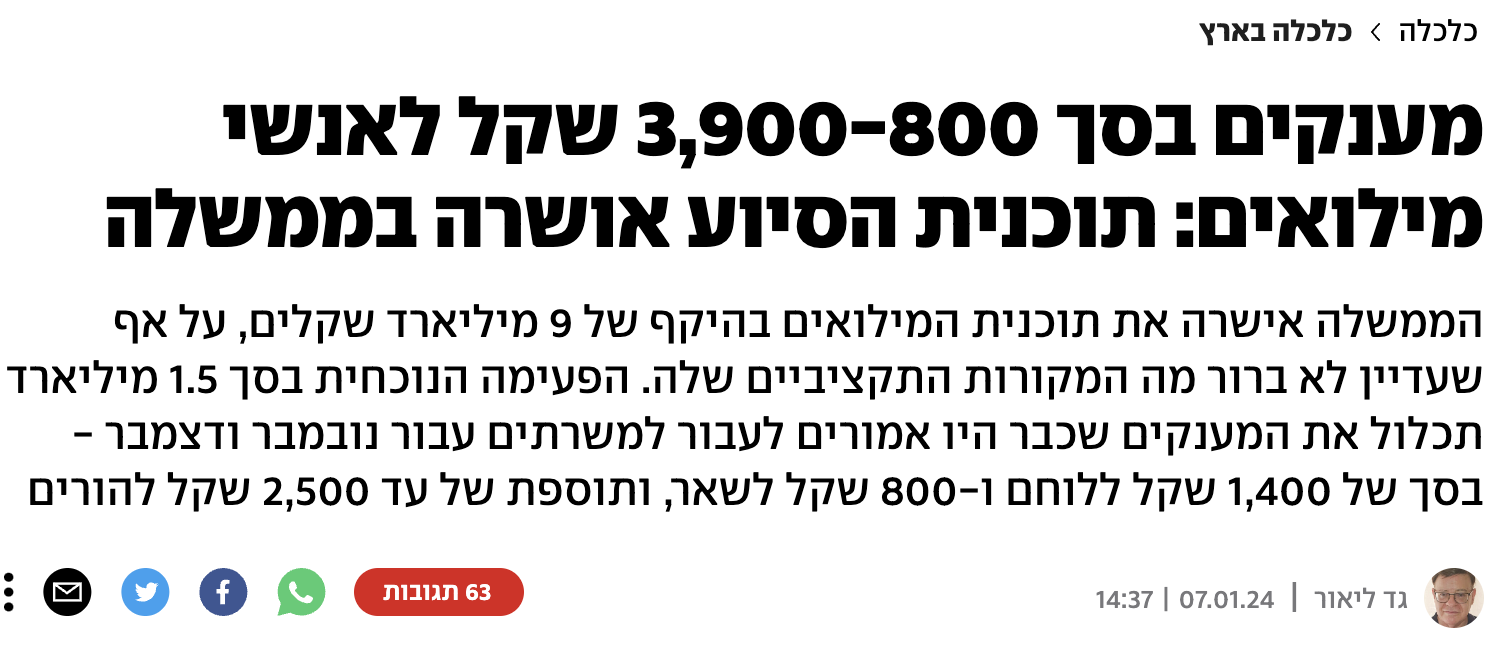 כלכלה > כלכלה בארץ
מענקים בסך 3,900-800 שקל לאנשי
מילואים: תוכנית הסיוע אושרה בממשלה
הממשלה אישרה את תוכנית המילואים בהיקף של 9 מיליארד שקלים, על אף
שעדיין לא ברור מה המקורות התקציביים שלה. הפעימה הנוכחית בסך 1.5 מיליארד
תכלול את המענקים שכבר היו אמורים לעבור למשרתים עבור נובמבר ודצמבר -
בסך של 1,400 שקל ללוחם ו-800 שקל לשאר, ותוספת של עד 2,500 שקל להורים
גד ליאור | 07.01.24 | 14:37
63 תגובות